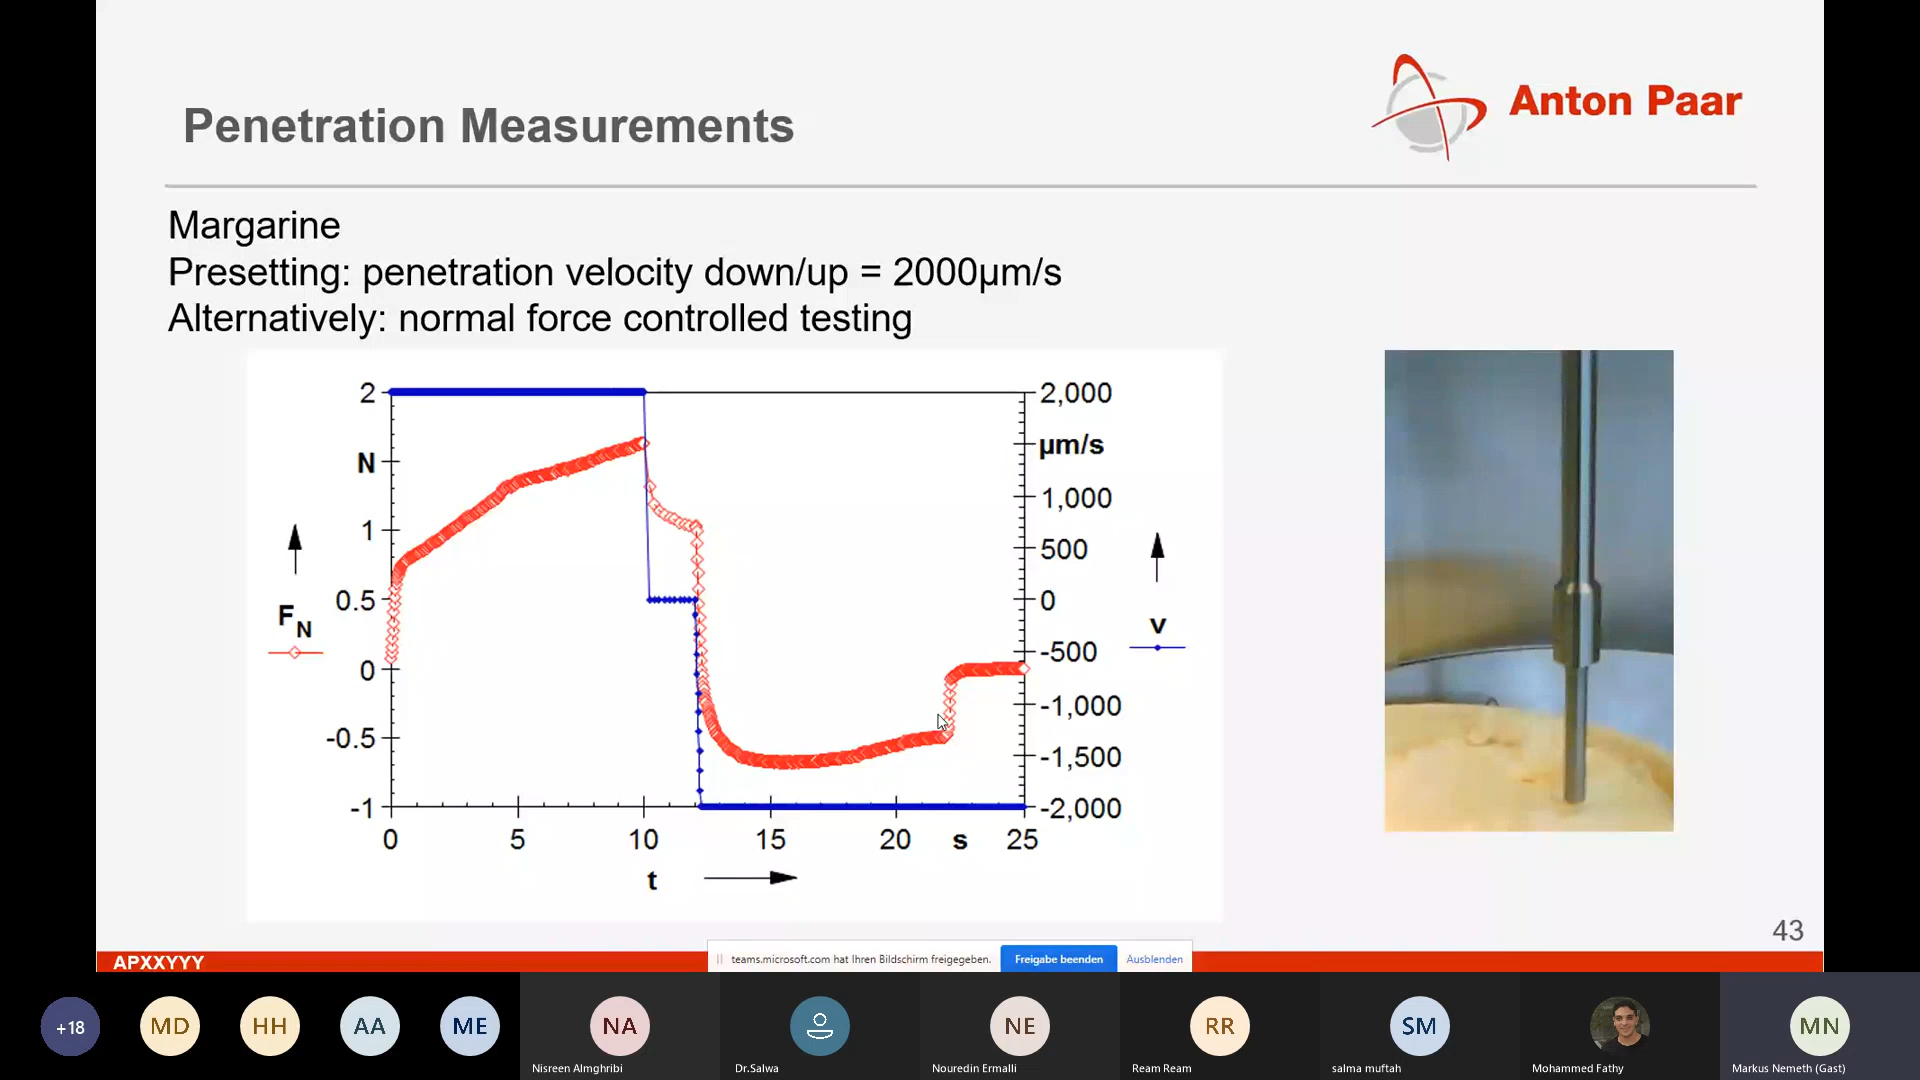 Anton Paar
Penetration Measurements
Margarine
Presetting: penetration velocity down/up = 2000µm/s
Alternatively: normal force controlled testing
2
N
1
0.5
0
-0.5
-1
F_N
2,000
µm/s
1,000
500
0
-500
-1,000
-1,500
-2,000
v
0 5 10 15 20 s 25
t
43
APXXYYY
teams.microsoft.com hat Ihren Bildschirm freigegeben. Freigabe beenden Ausblenden
+18 MD HH AA ME NA NE RR SM MN
Nisreen Almghribi Dr.Salwa Nouredin Ermalli Ream Ream salma muftah Mohammed Fathy Markus Nemeth (Gast)